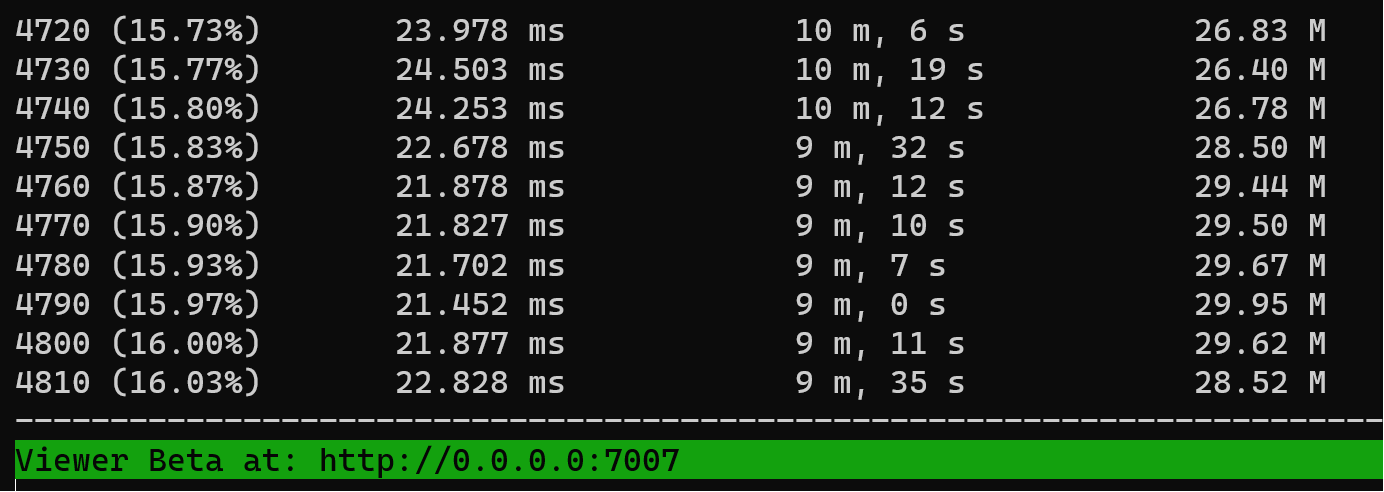 4720 (15.73%) 23.978 ms 10 m, 6 s 26.83 M
4730 (15.77%) 24.503 ms 10 m, 19 s 26.40 M
4740 (15.80%) 24.253 ms 10 m, 12 s 26.78 M
4750 (15.83%) 22.678 ms 9 m, 32 s 28.50 M
4760 (15.87%) 21.878 ms 9 m, 12 s 29.44 M
4770 (15.90%) 21.827 ms 9 m, 10 s 29.50 M
4780 (15.93%) 21.702 ms 9 m, 7 s 29.67 M
4790 (15.97%) 21.452 ms 9 m, 0 s 29.95 M
4800 (16.00%) 21.877 ms 9 m, 11 s 29.62 M
4810 (16.03%) 22.828 ms 9 m, 35 s 28.52 M
-------------------------------------------------------------------------
Viewer Beta at: http://0.0.0.0:7007